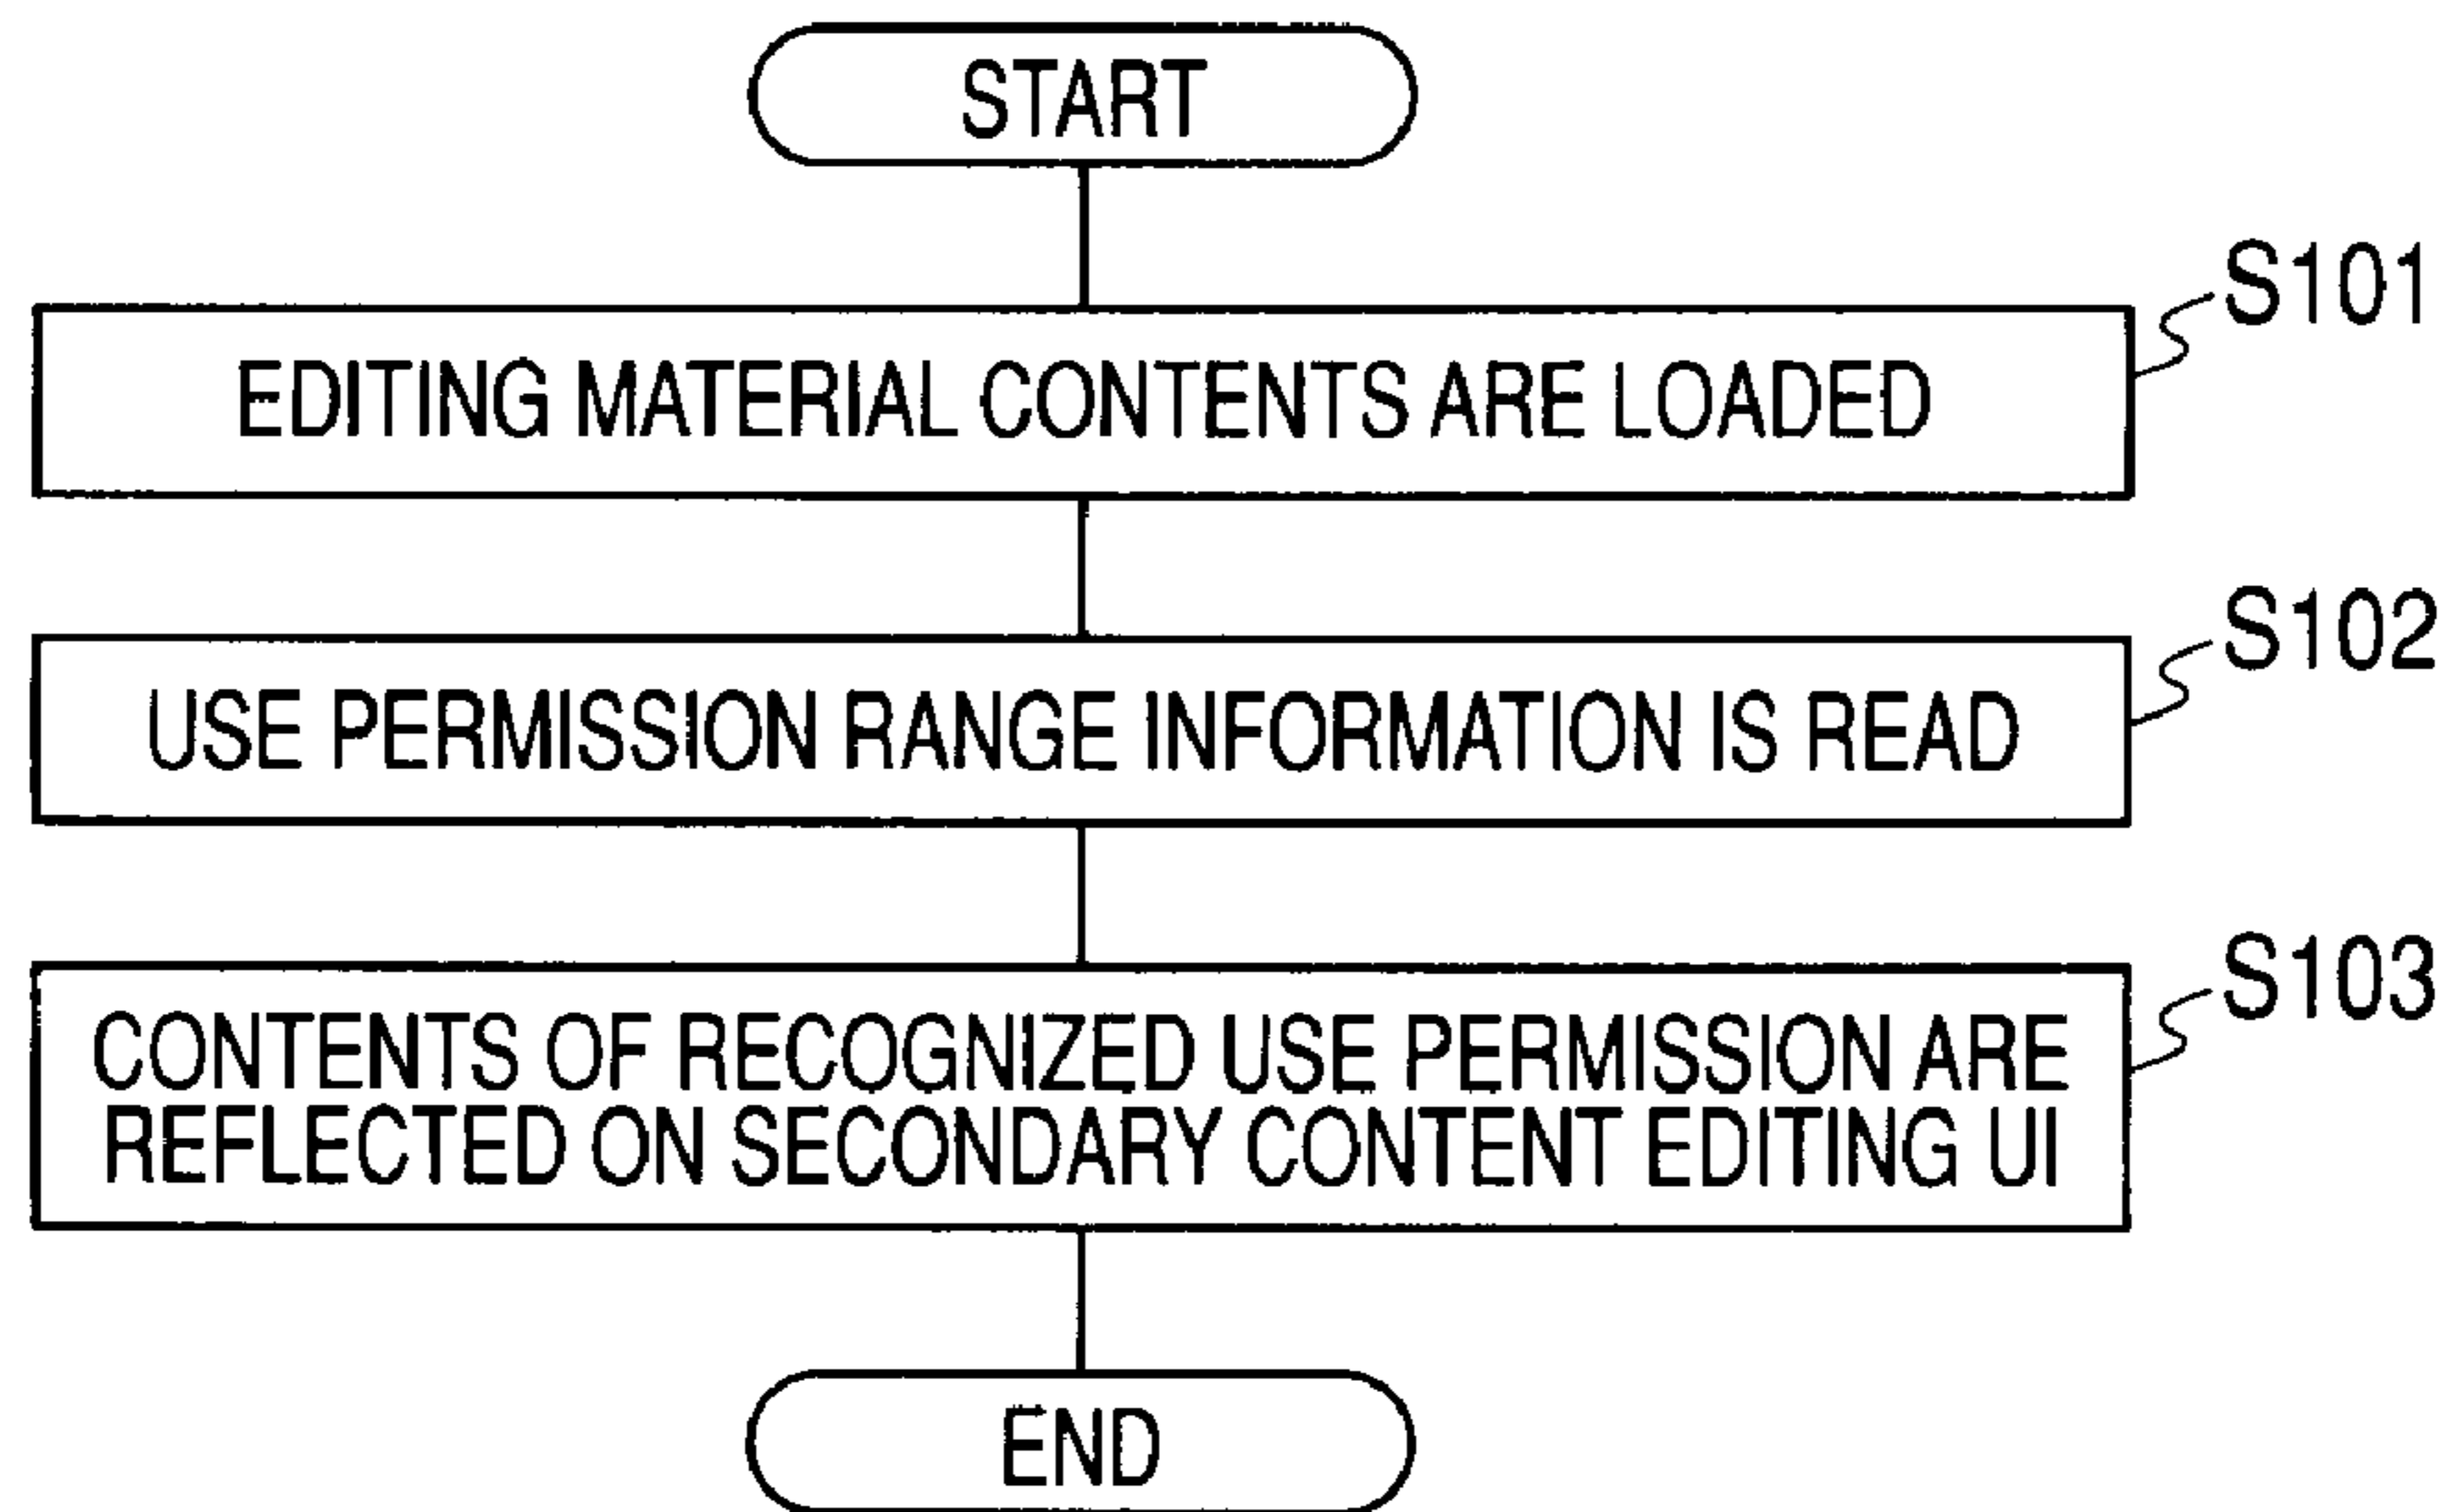 START
S101
EDITING MATERIAL CONTENTS ARE LOADED
S102
USE PERMISSION RANGE INFORMATION IS READ
S103
CONTENTS OF RECOGNIZED USE PERMISSION ARE
REFLECTED ON SECONDARY CONTENT EDITING UI
END